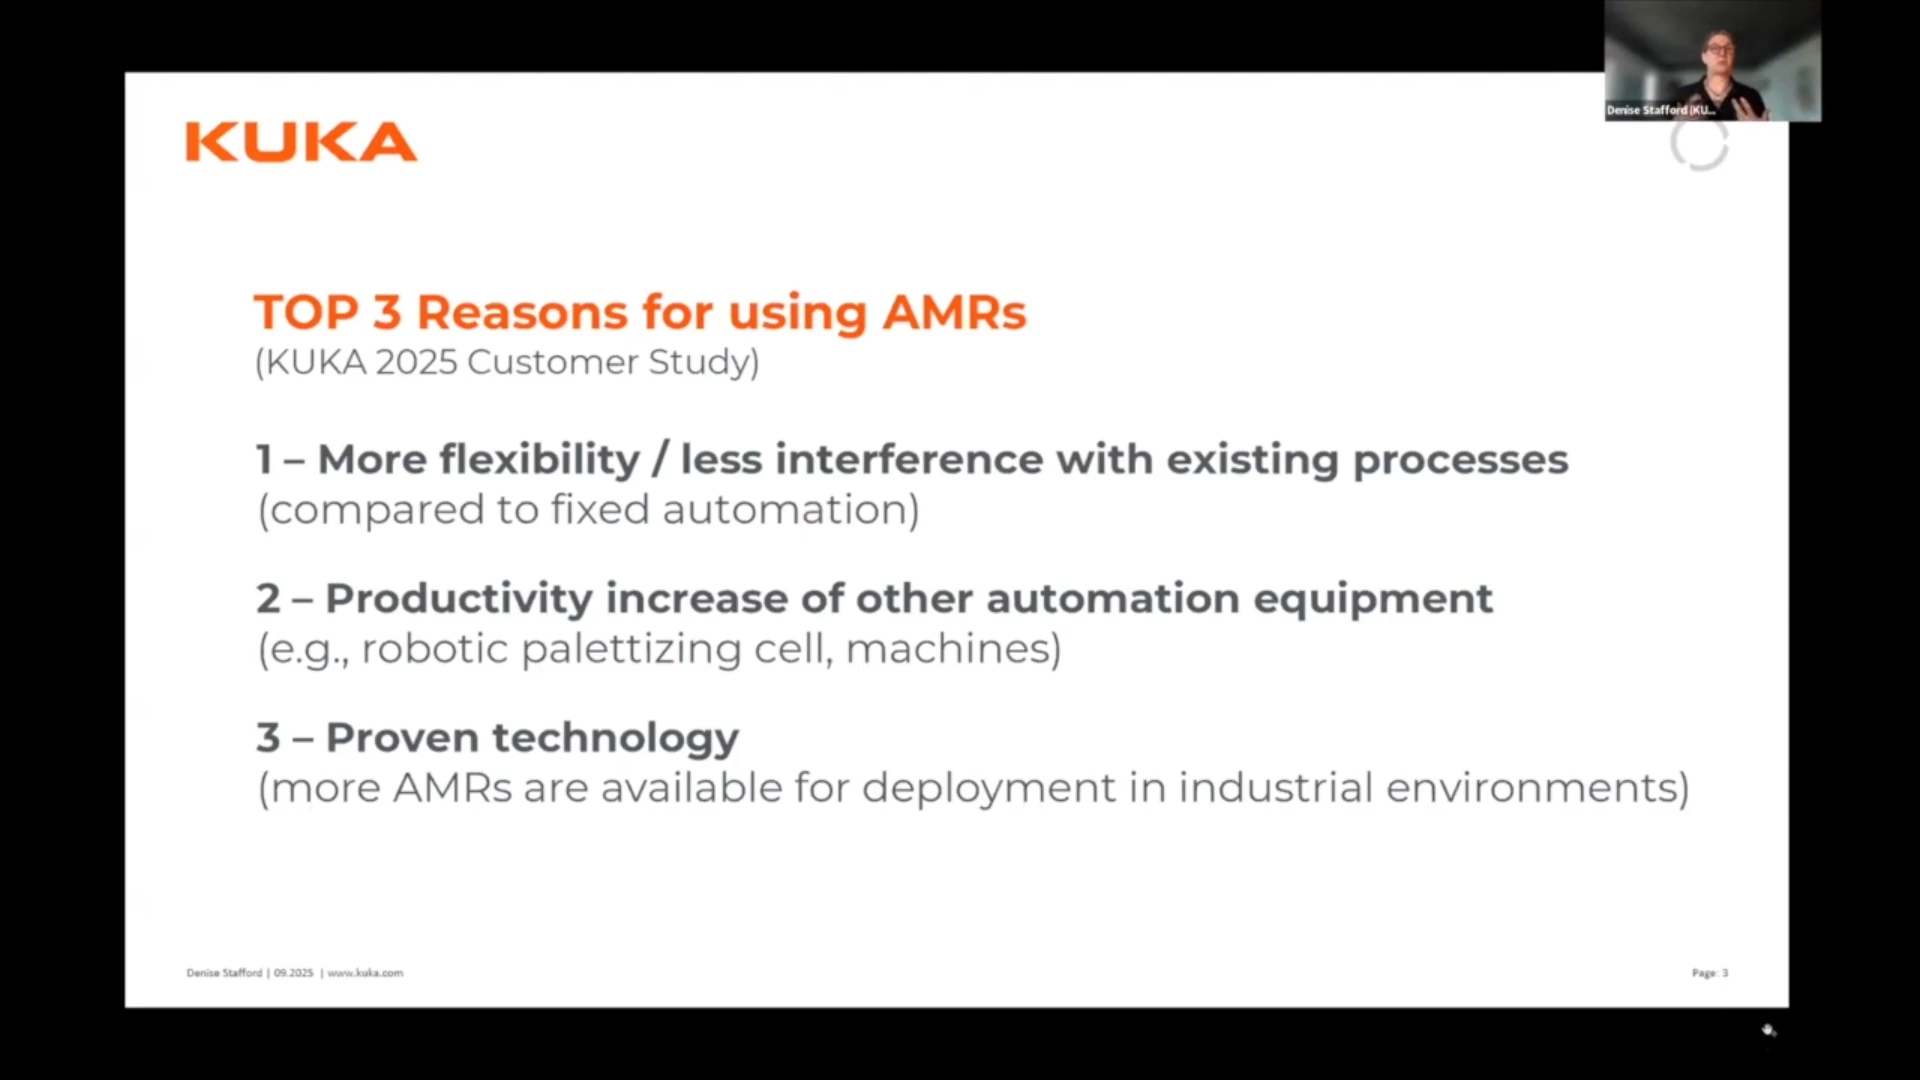 Denise Stafford (KU...
KUKA
TOP 3 Reasons for using AMRs
(KUKA 2025 Customer Study)
1 – More flexibility / less interference with existing processes
(compared to fixed automation)
2 – Productivity increase of other automation equipment
(e.g., robotic palettizing cell, machines)
3 – Proven technology
(more AMRs are available for deployment in industrial environments)
Denise Stafford | 09.2025 | www.kuka.com
Page: 3